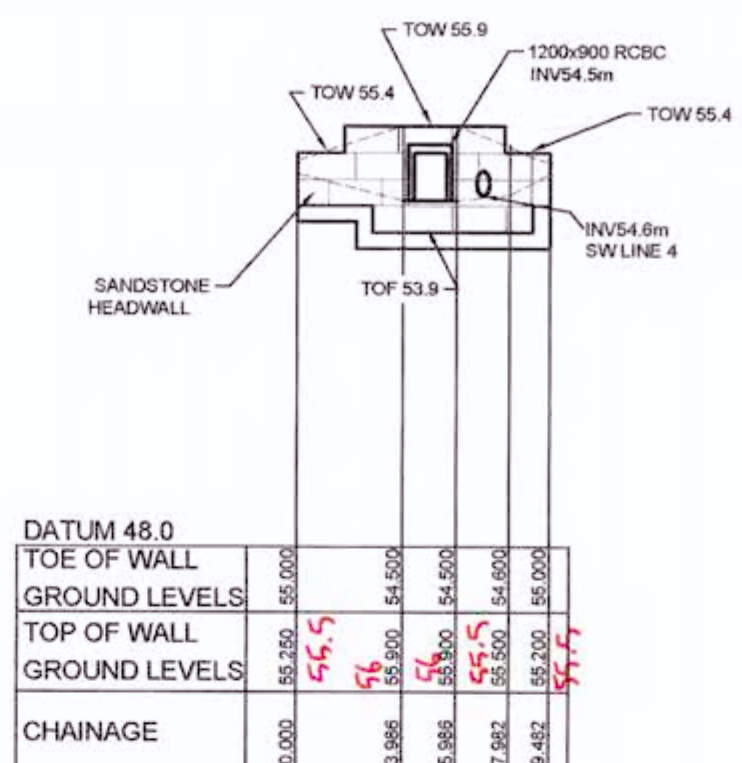 TOW 55.9
1200x900 RCBC
INV54.5m
TOW 55.4
TOW 55.4
INV54.6m
SW LINE 4
SANDSTONE
HEADWALL
TOF 53.9
DATUM 48.0
TOE OF WALL
GROUND LEVELS
55.000
54.500
54.500
54.600
55.000
TOP OF WALL
GROUND LEVELS
55.250
55.5
56
55.900
56
55.900
55.5
55.500
55.200
55.5
CHAINAGE
0.000
3.986
5.986
7.982
9.482